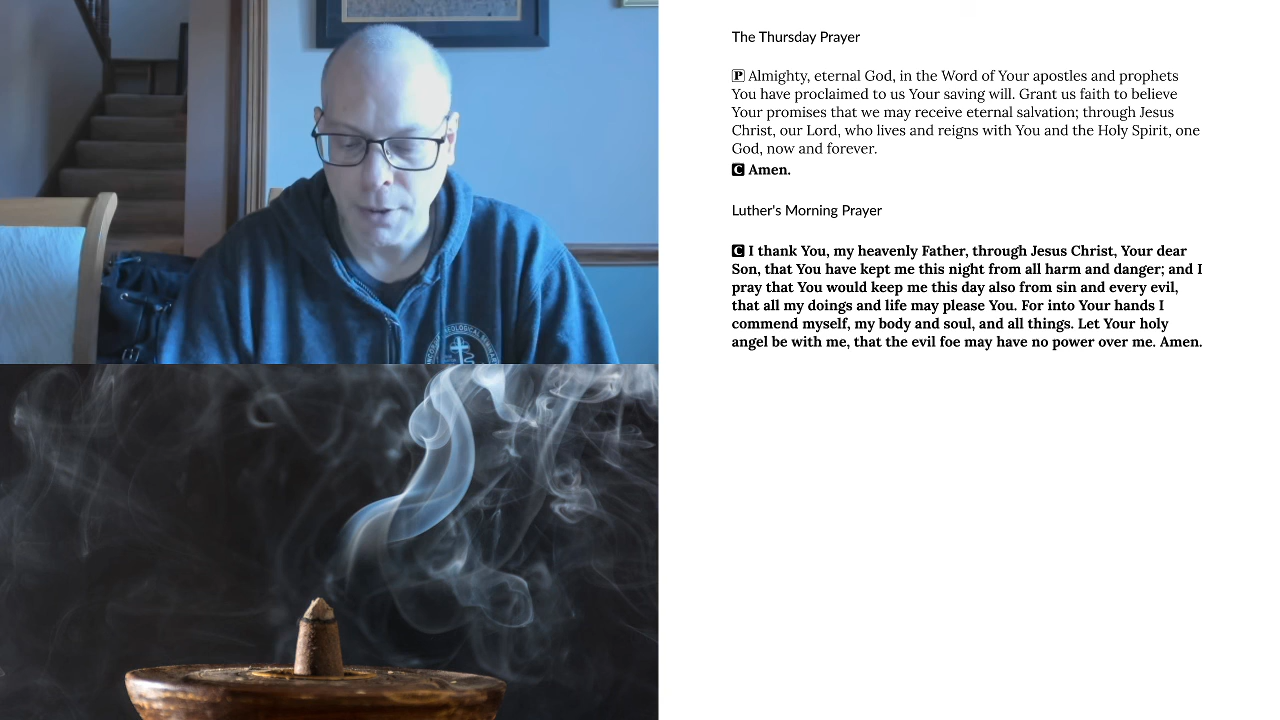 The Thursday Prayer
P Almighty, eternal God, in the Word of Your apostles and prophets
You have proclaimed to us Your saving will. Grant us faith to believe
Your promises that we may receive eternal salvation; through Jesus
Christ, our Lord, who lives and reigns with You and the Holy Spirit, one
God, now and forever.
C Amen.
Luther's Morning Prayer
C I thank You, my heavenly Father, through Jesus Christ, Your dear
Son, that You have kept me this night from all harm and danger; and I
pray that You would keep me this day also from sin and every evil,
that all my doings and life may please You. For into Your hands I
commend myself, my body and soul, and all things. Let Your holy
angel be with me, that the evil foe may have no power over me. Amen.